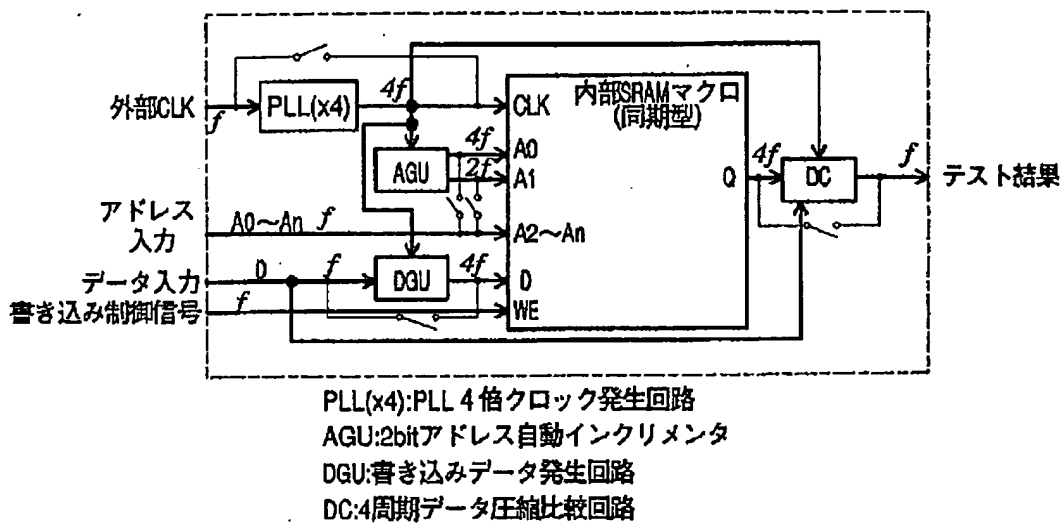 外部CLK
f
PLL(x4)
4f
CLK
内部SRAMマクロ
(同期型)
AGU
4f
A0
2f
A1
Q
4f
DC
f
テスト結果
アドレス
入力
A0～An
f
A2～An
データ入力
D
f
DGU
4f
D
書き込み制御信号
f
WE
PLL(x4):PLL 4倍クロック発生回路
AGU:2bitアドレス自動インクリメンタ
DGU:書き込みデータ発生回路
DC:4周期データ圧縮比較回路